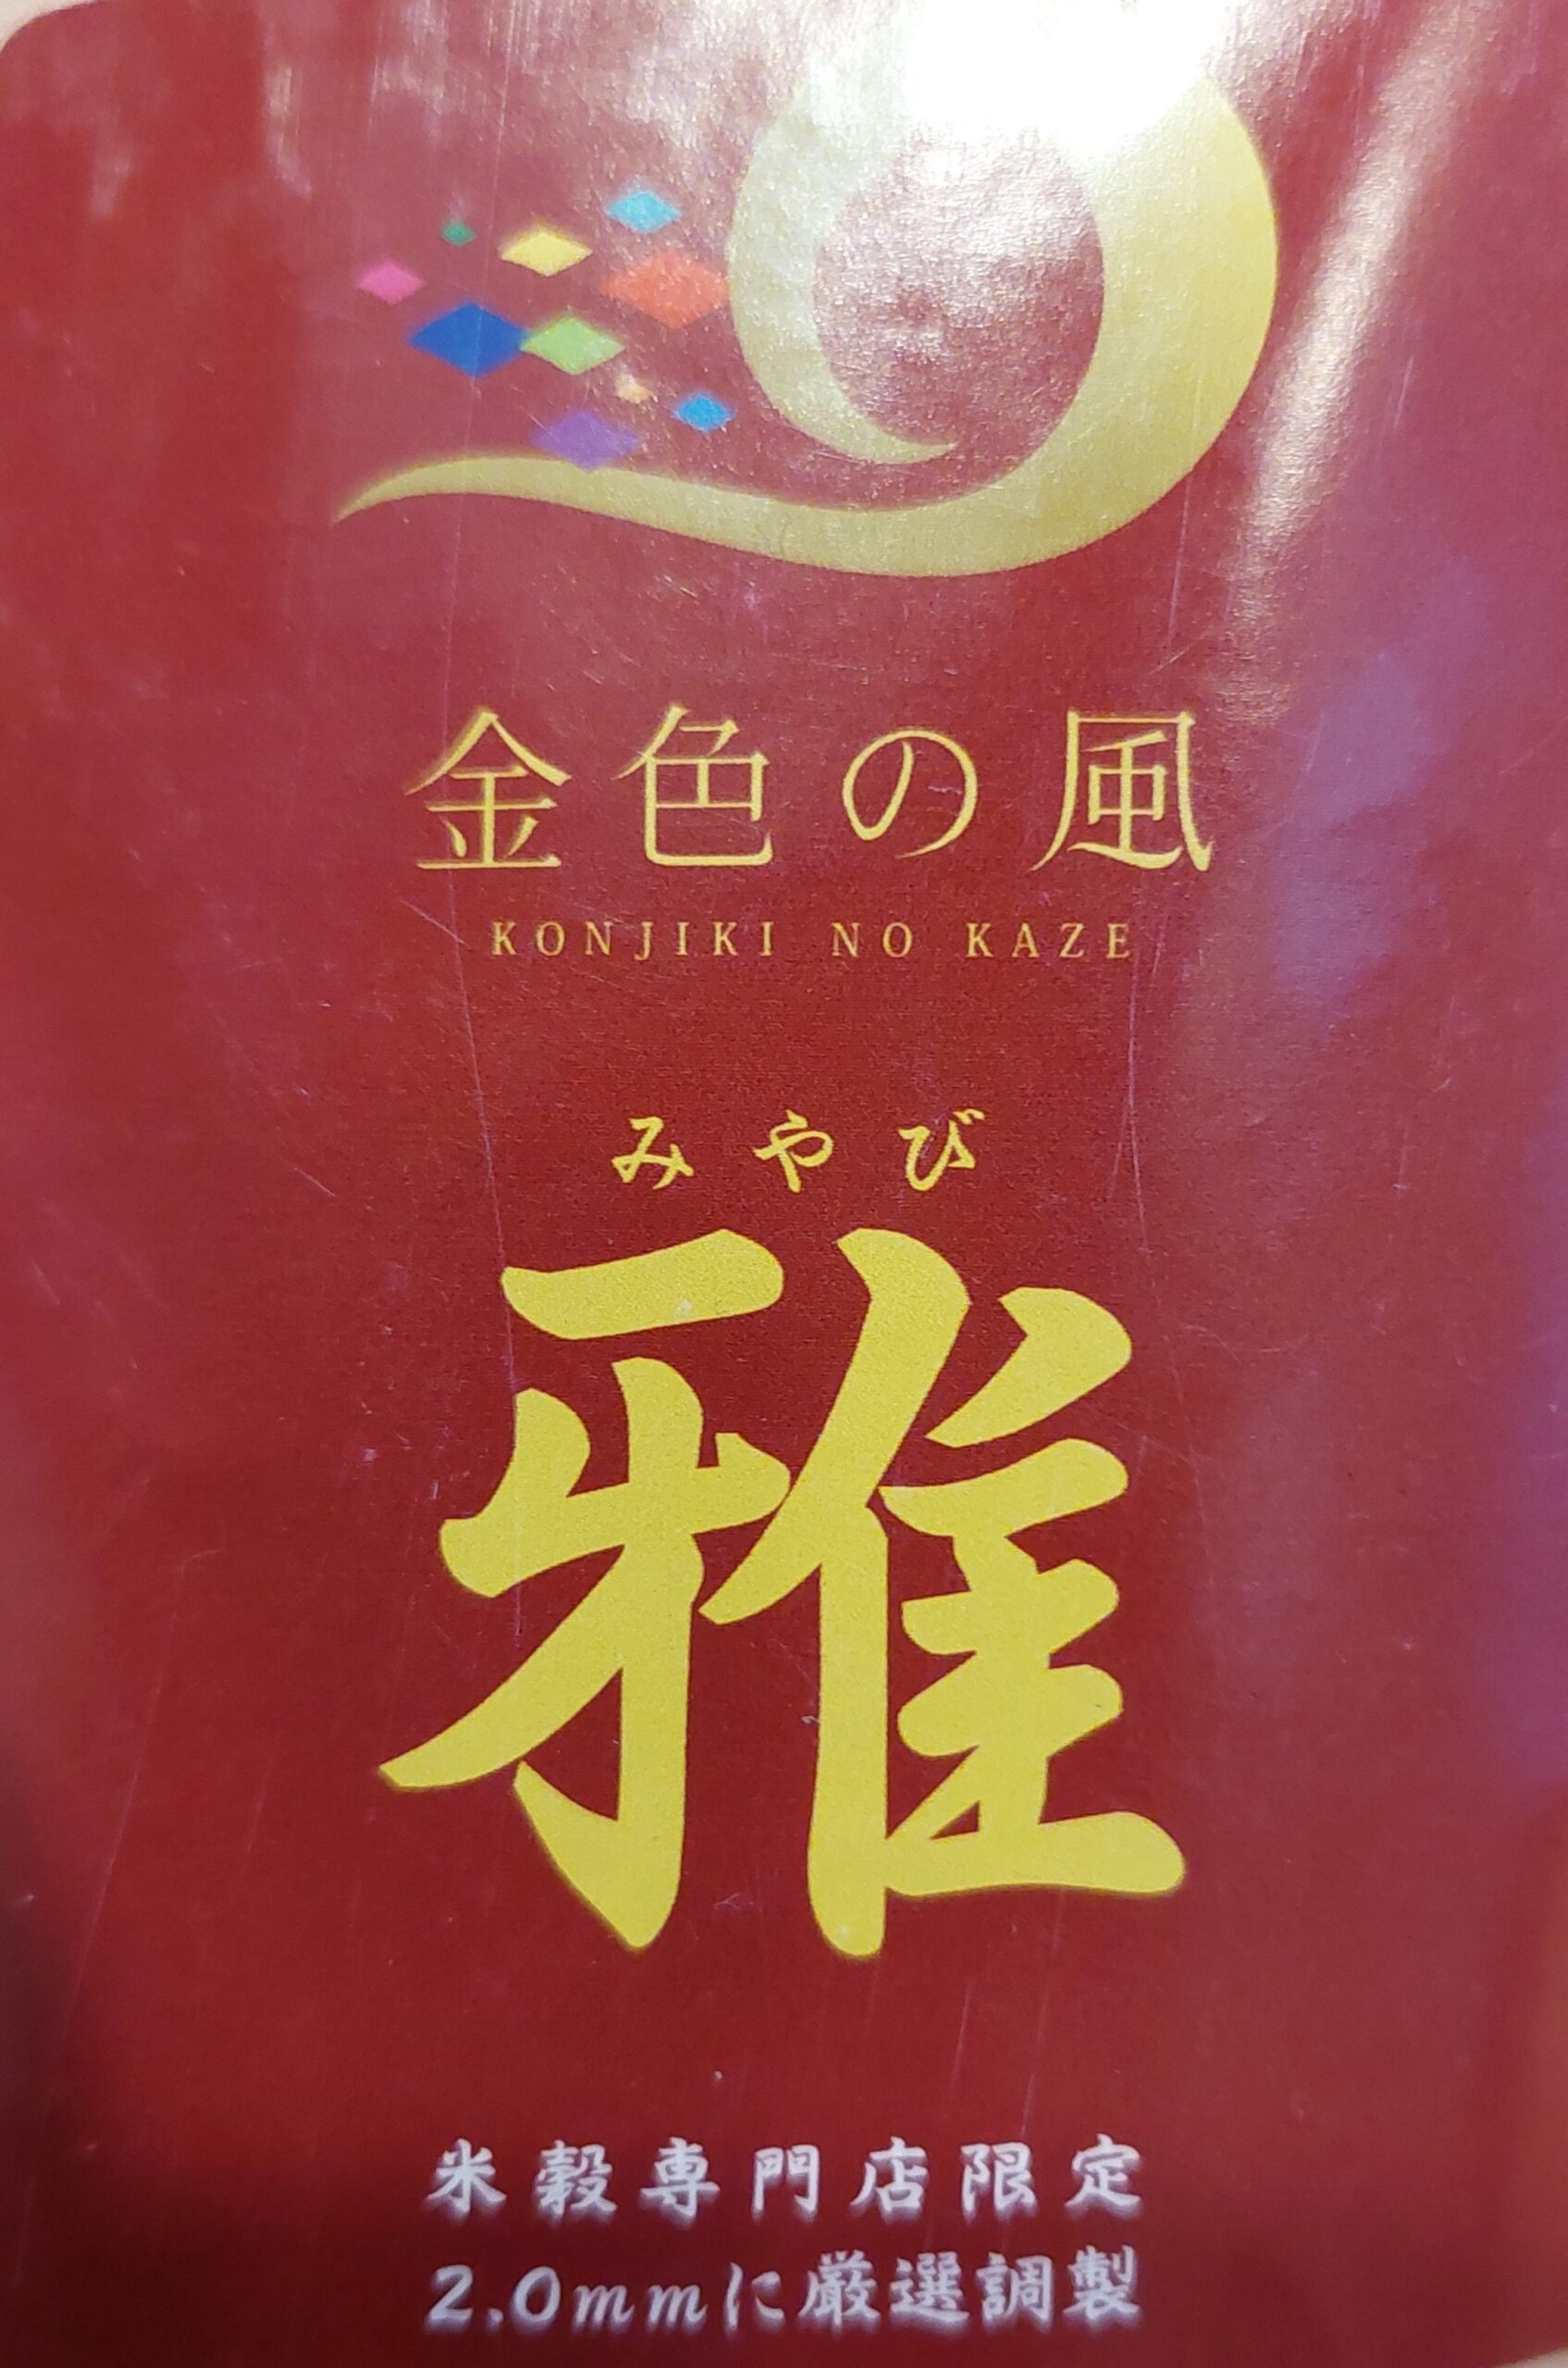 金色の風
KONJIKI NO KAZE
みやび
雅
米穀専門店限定
2.0mmに厳選調製